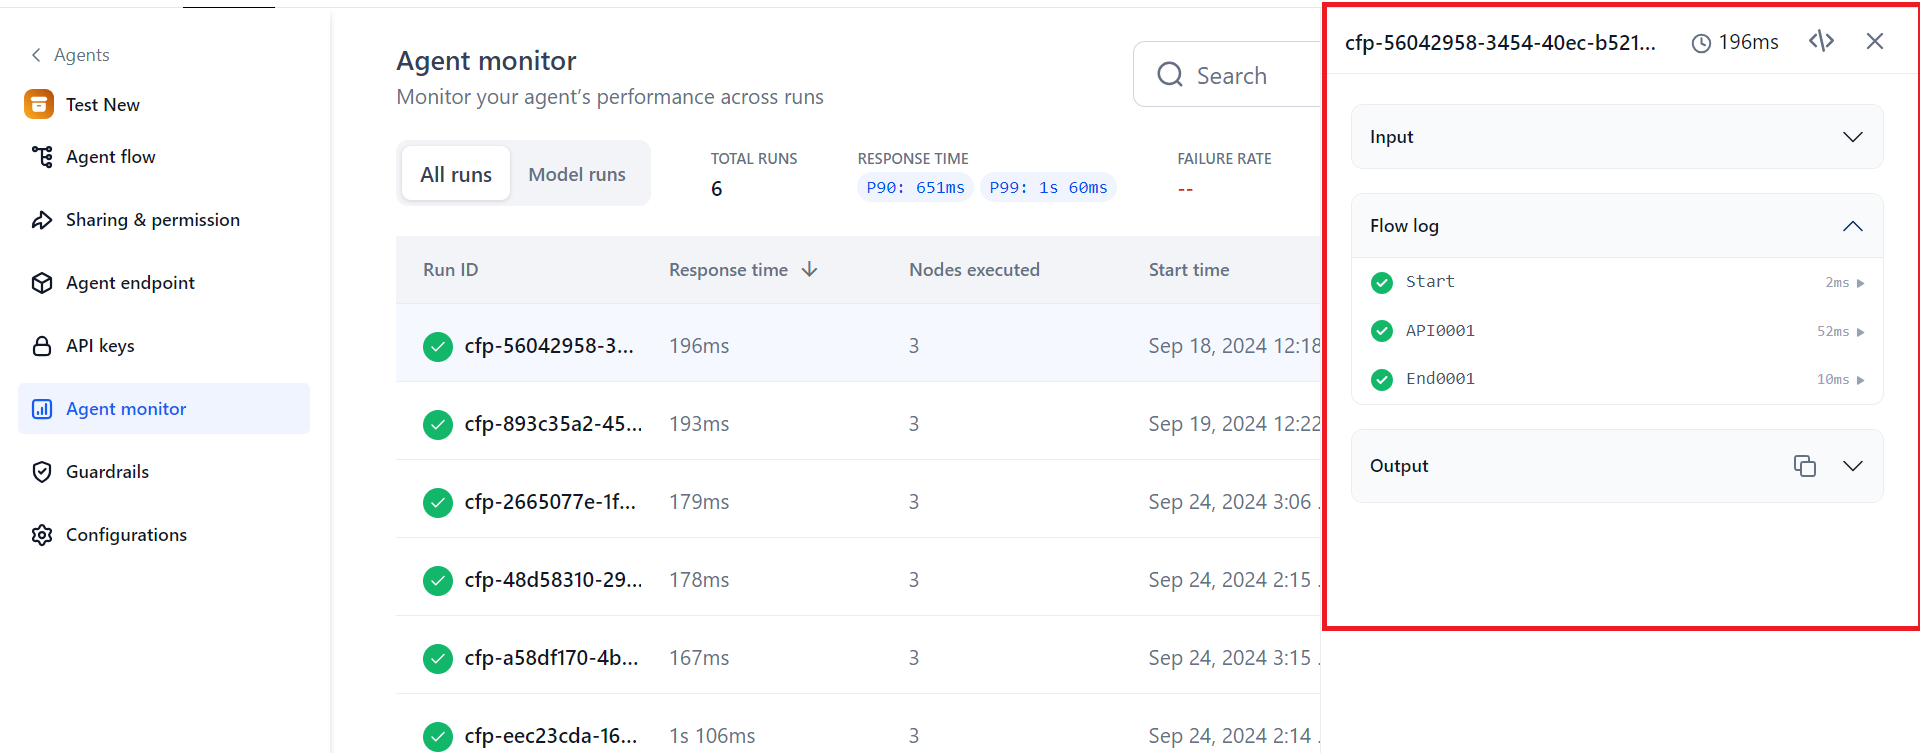 Agents
Test New
Agent flow
Sharing & permission
Agent endpoint
API keys
Agent monitor
Guardrails
Configurations
Agent monitor
Monitor your agent’s performance across runs
Search
All runs
Model runs
TOTAL RUNS
6
RESPONSE TIME
P90: 651ms P99: 1s 60ms
FAILURE RATE
--
Run ID Response time Nodes executed Start time
cfp-56042958-3... 196ms 3 Sep 18, 2024 12:18
cfp-893c35a2-45... 193ms 3 Sep 19, 2024 12:22
cfp-2665077e-1f... 179ms 3 Sep 24, 2024 3:06 .
cfp-48d58310-29... 178ms 3 Sep 24, 2024 2:15 .
cfp-a58df170-4b... 167ms 3 Sep 24, 2024 3:15 .
cfp-eec23cda-16... 1s 106ms 3 Sep 24, 2024 2:14 .
cfp-56042958-3454-40ec-b521... 196ms
Input
Flow log
Start 2ms
API0001 52ms
End0001 10ms
Output